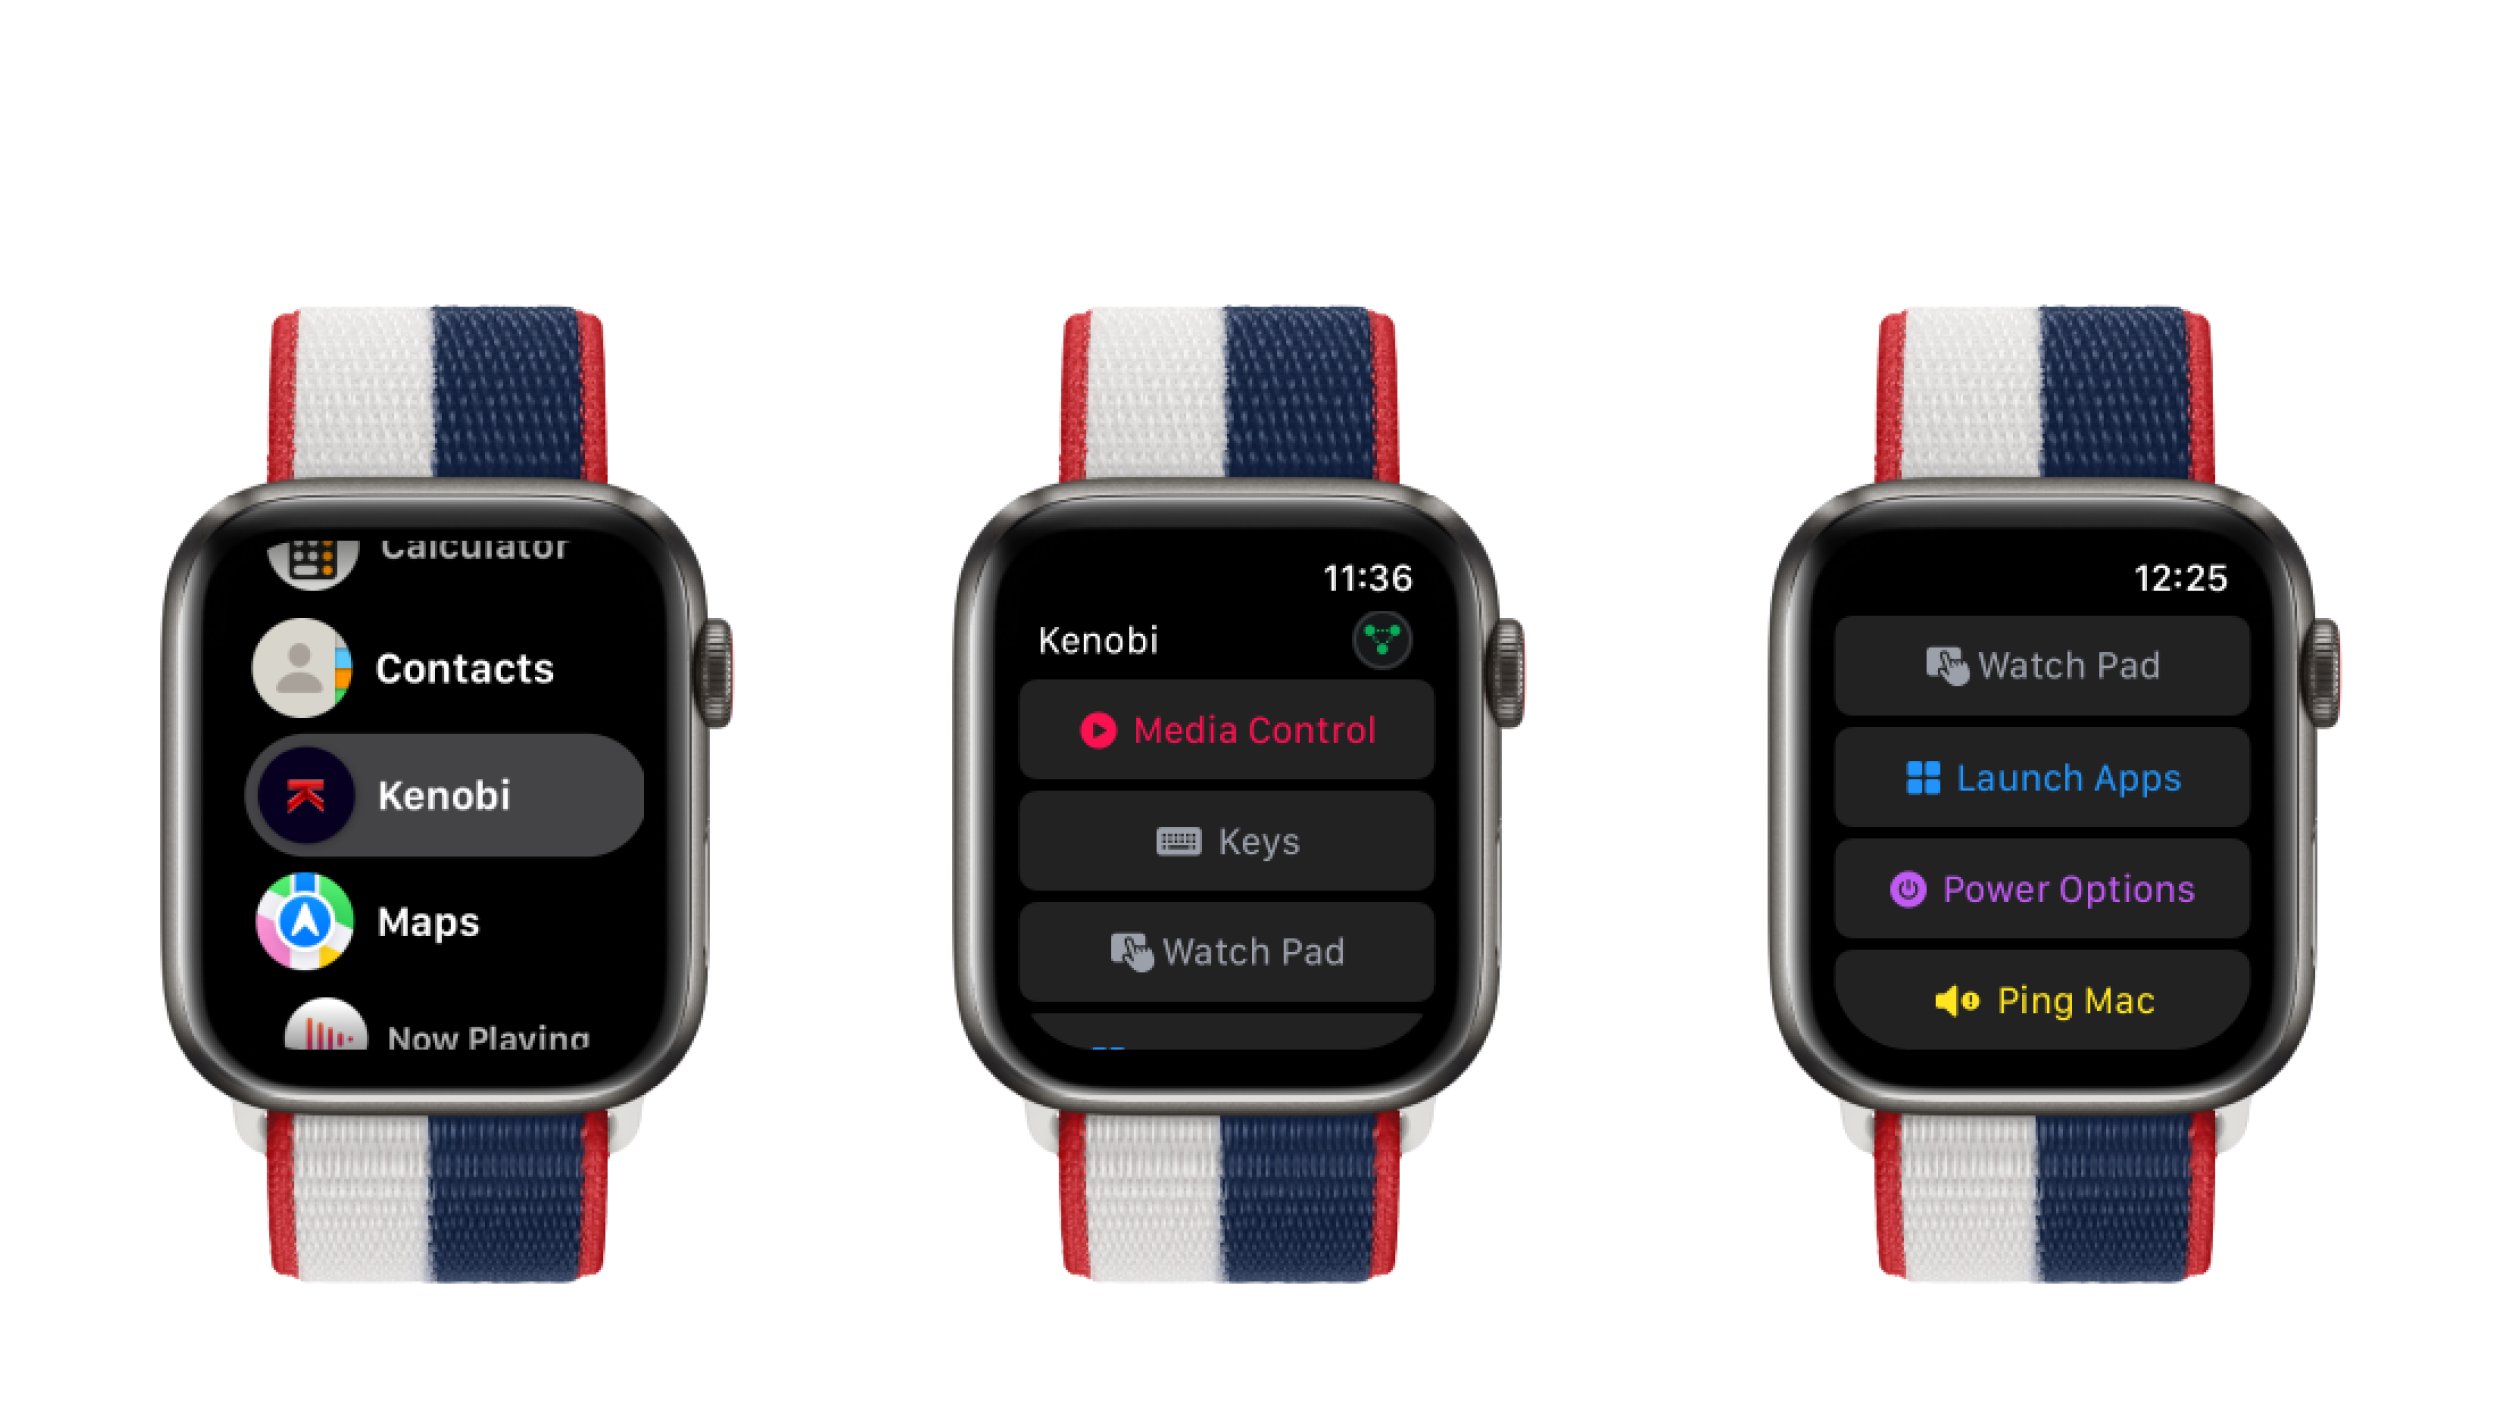 Calculator
Contacts
Kenobi
Maps
Now Playing
11:36
Kenobi
Media Control
Keys
Watch Pad
12:25
Watch Pad
Launch Apps
Power Options
Ping Mac